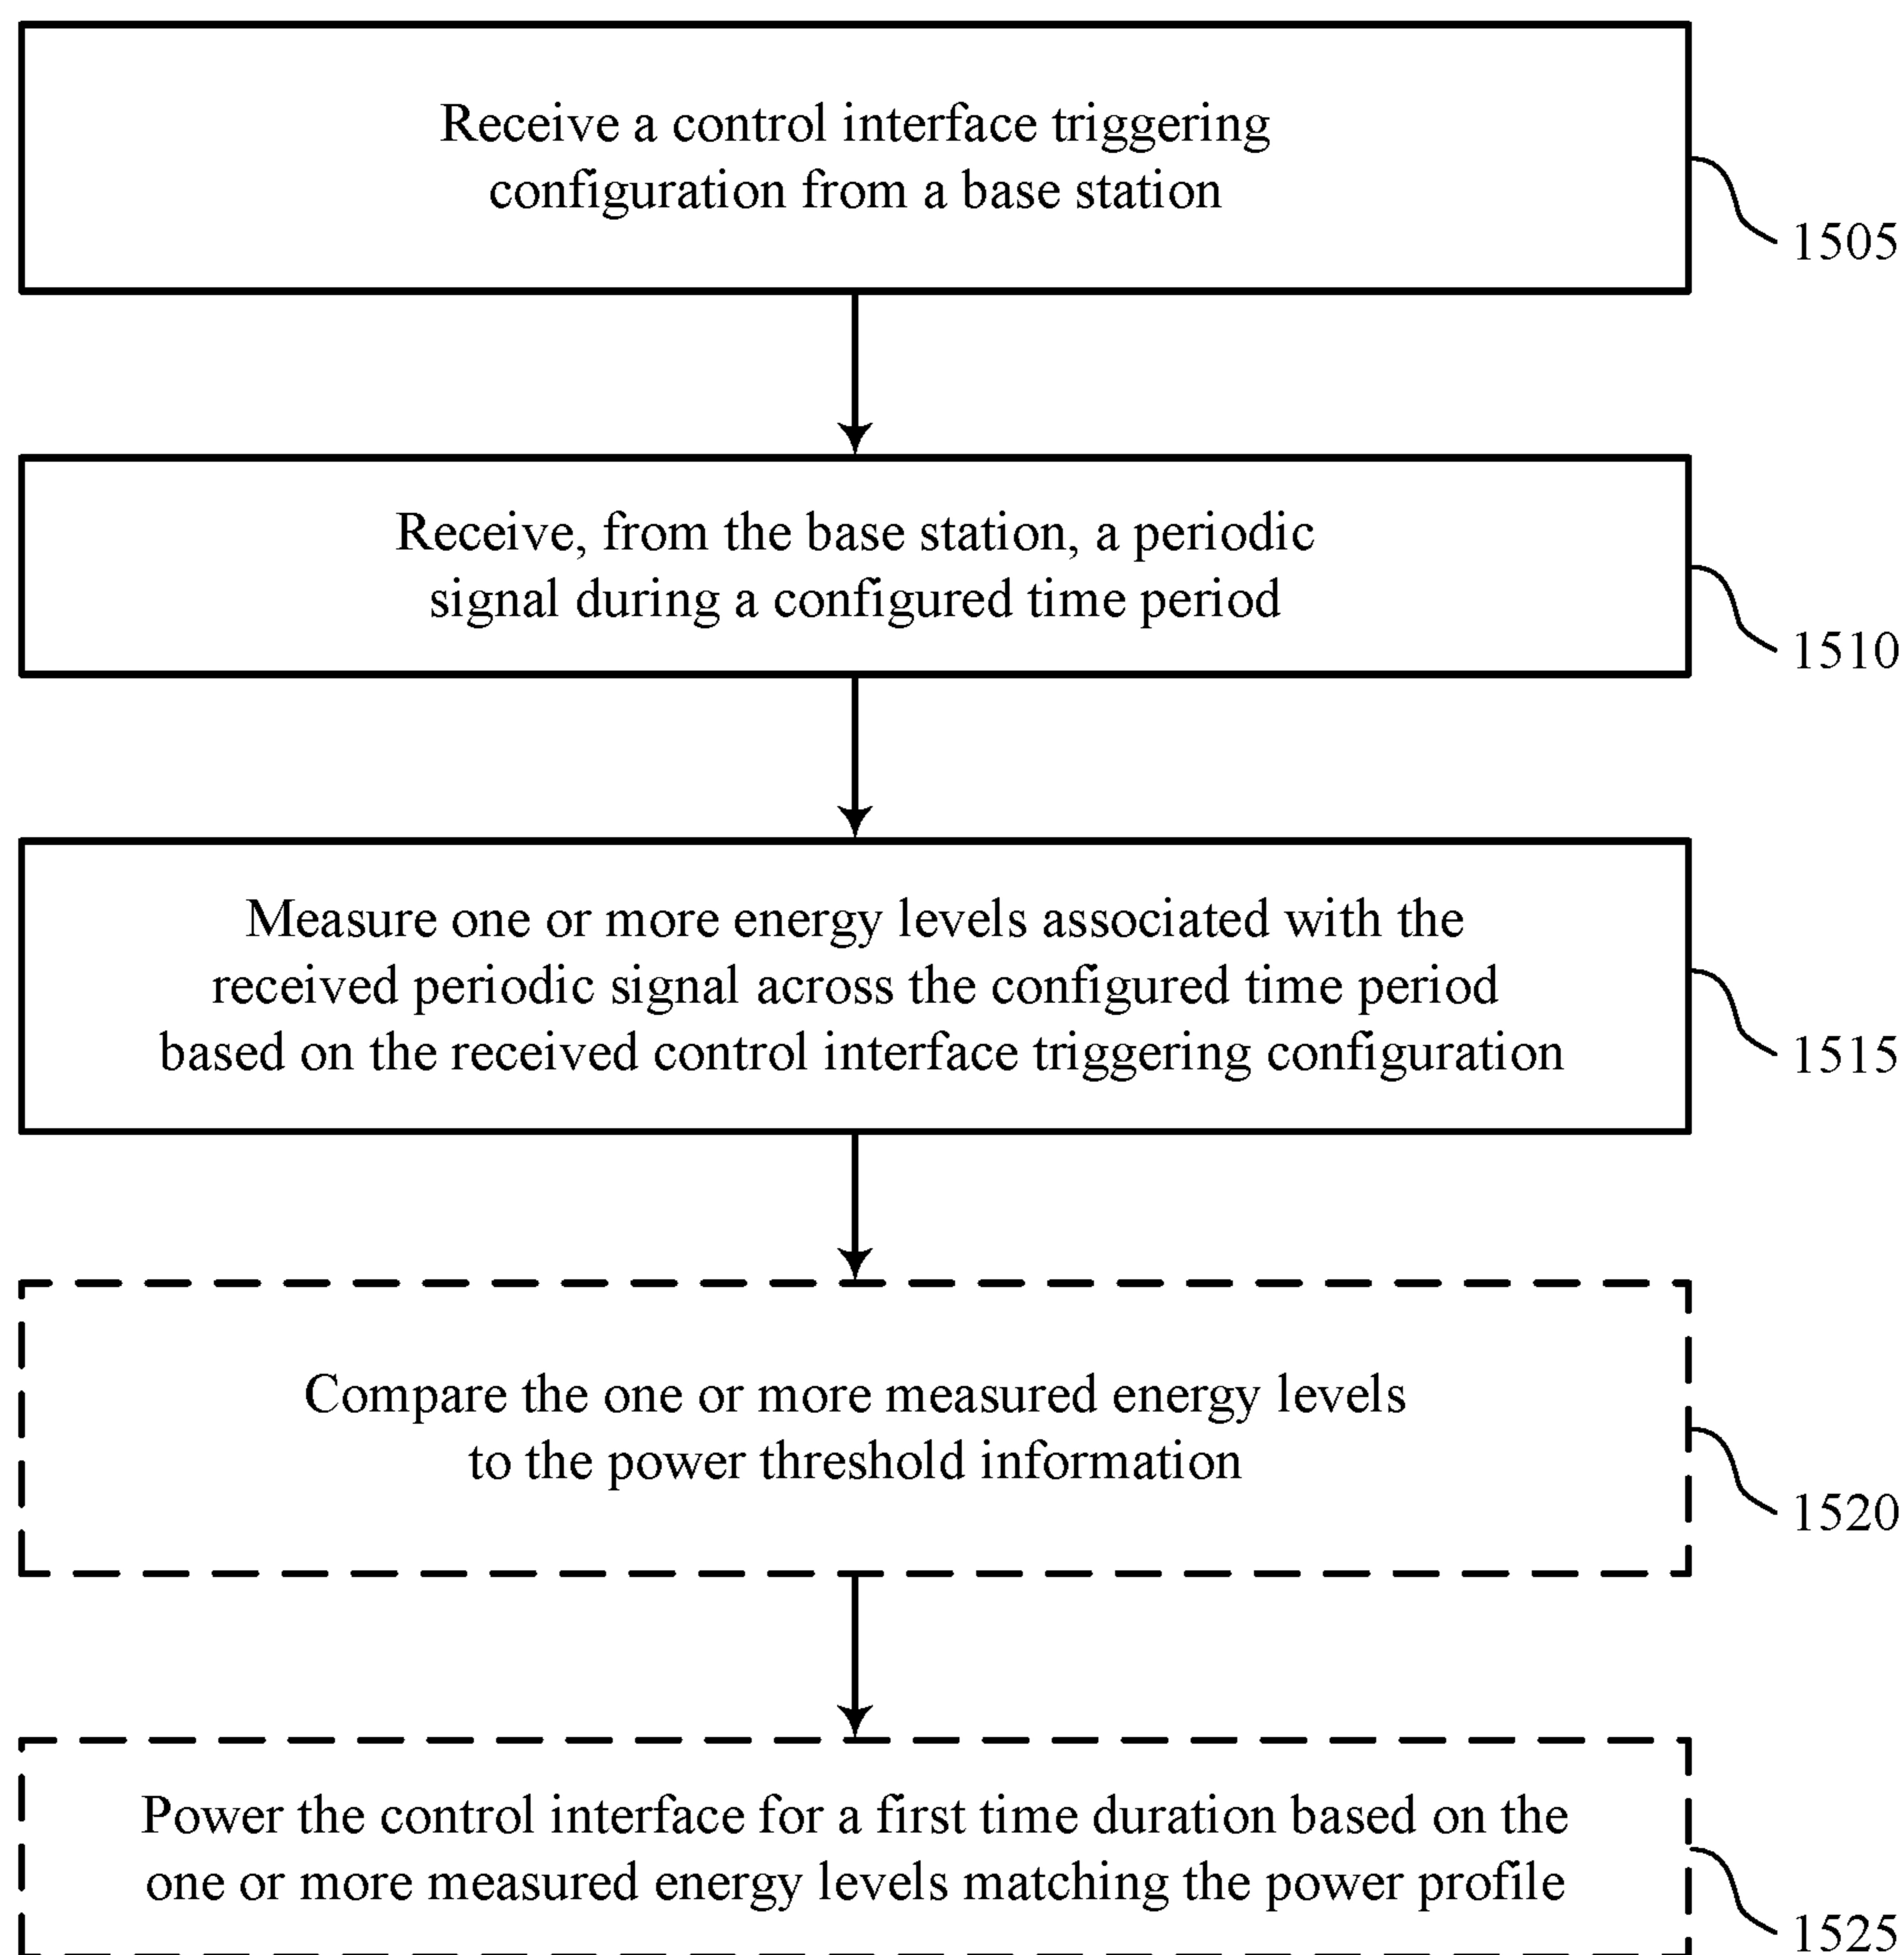 Receive a control interface triggering
configuration from a base station
1505
Receive, from the base station, a periodic
signal during a configured time period
1510
Measure one or more energy levels associated with the
received periodic signal across the configured time period
based on the received control interface triggering configuration
1515
Compare the one or more measured energy levels
to the power threshold information
1520
Power the control interface for a first time duration based on the
one or more measured energy levels matching the power profile
1525